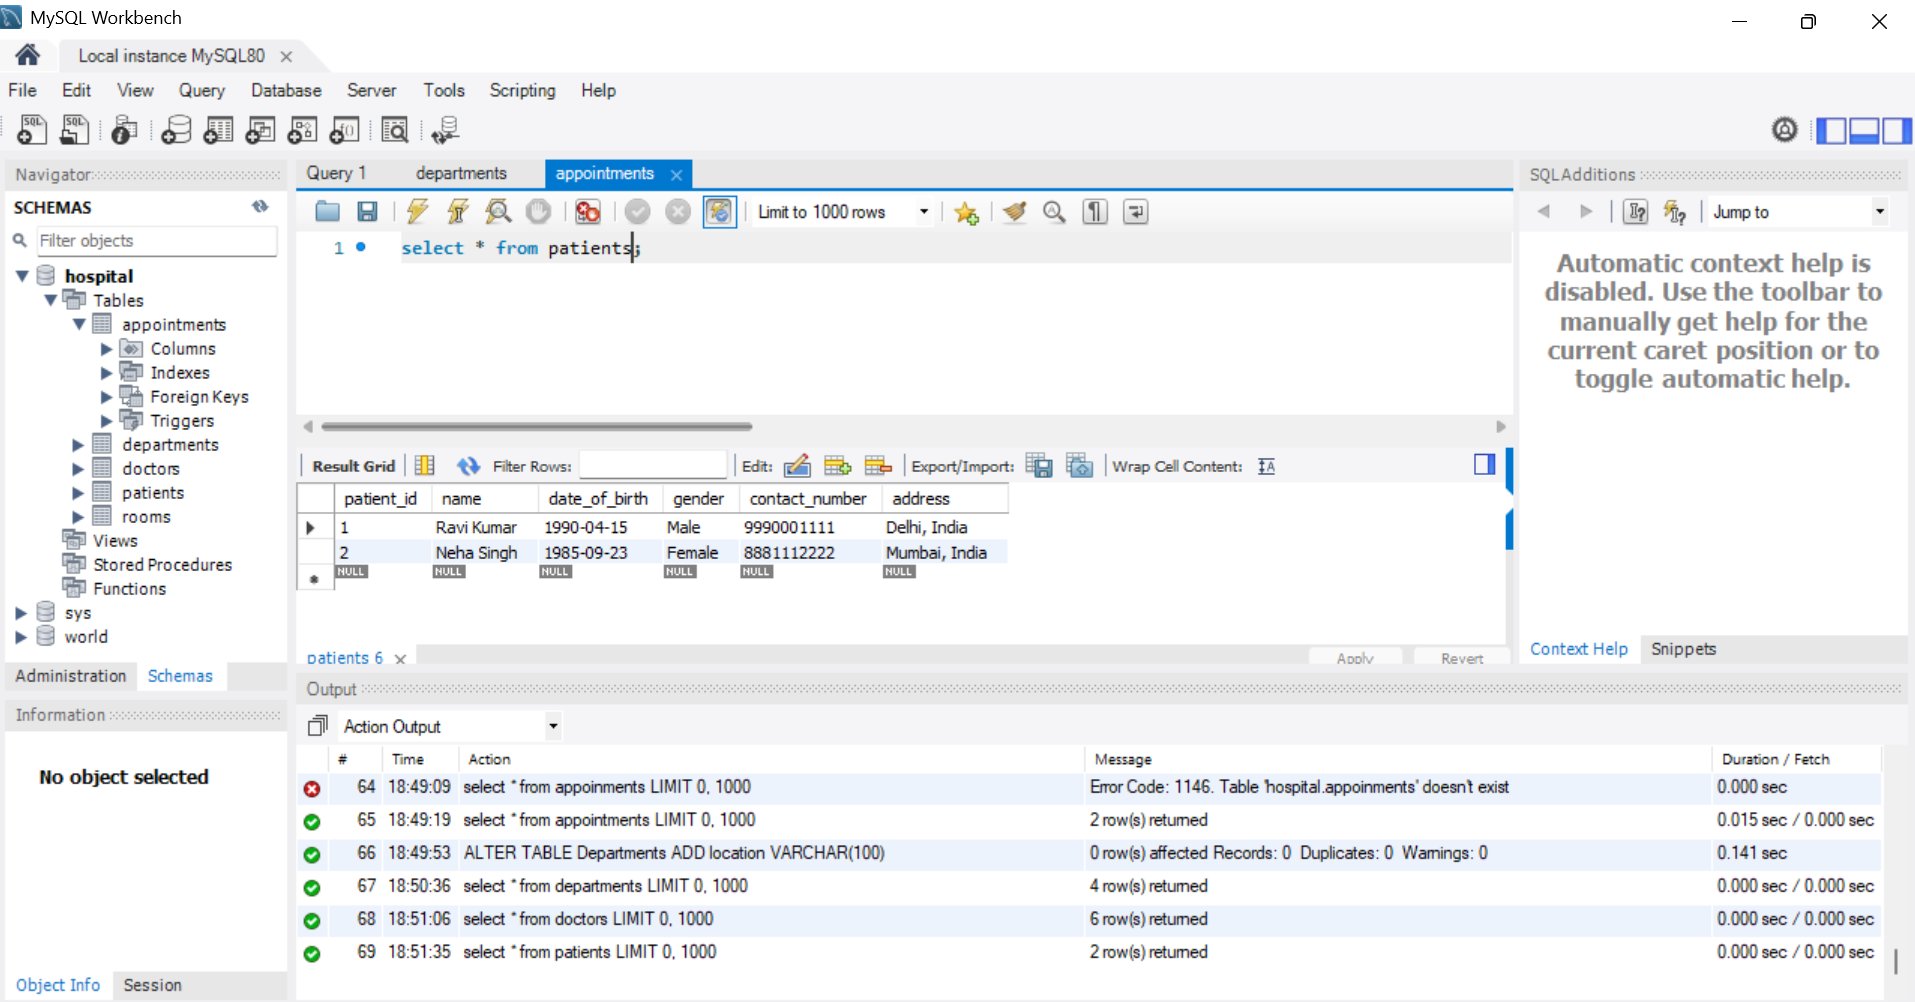 MySQL Workbench
Local instance MySQL80
File Edit View Query Database Server Tools Scripting Help
Navigator
SCHEMAS
Filter objects
hospital
Tables
appointments
Columns
Indexes
Foreign Keys
Triggers
departments
doctors
patients
rooms
Views
Stored Procedures
Functions
sys
world
Administration Schemas
Information
No object selected
Object Info Session
Query 1 departments appointments
Limit to 1000 rows
1 select * from patients;
Result Grid Filter Rows: Edit: Export/Import: Wrap Cell Content:
patient_id name date_of_birth gender contact_number address
1 Ravi Kumar 1990-04-15 Male 9990001111 Delhi, India
2 Neha Singh 1985-09-23 Female 8881112222 Mumbai, India
NULL NULL NULL NULL NULL NULL
patients 6 Apply Revert
SQLAdditions
Jump to
Automatic context help is
disabled. Use the toolbar to
manually get help for the
current caret position or to
toggle automatic help.
Context Help Snippets
Output
Action Output
# Time Action Message Duration / Fetch
64 18:49:09 select * from appoinments LIMIT 0, 1000 Error Code: 1146. Table 'hospital.appoinments' doesn't exist 0.000 sec
65 18:49:19 select * from appointments LIMIT 0, 1000 2 row(s) returned 0.015 sec / 0.000 sec
66 18:49:53 ALTER TABLE Departments ADD location VARCHAR(100) 0 row(s) affected Records: 0 Duplicates: 0 Warnings: 0 0.141 sec
67 18:50:36 select * from departments LIMIT 0, 1000 4 row(s) returned 0.000 sec / 0.000 sec
68 18:51:06 select * from doctors LIMIT 0, 1000 6 row(s) returned 0.000 sec / 0.000 sec
69 18:51:35 select * from patients LIMIT 0, 1000 2 row(s) returned 0.000 sec / 0.000 sec